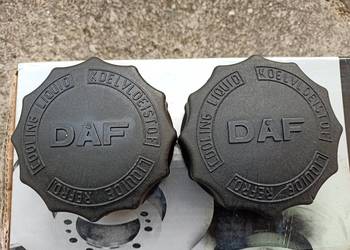 COOLING LIQUID
KOELVLOEISTOF
DAF
LIQUIDE REFRO
COOLING LIQUID
KOELVLOEISTOF
DAF
LIQUIDE REFRO